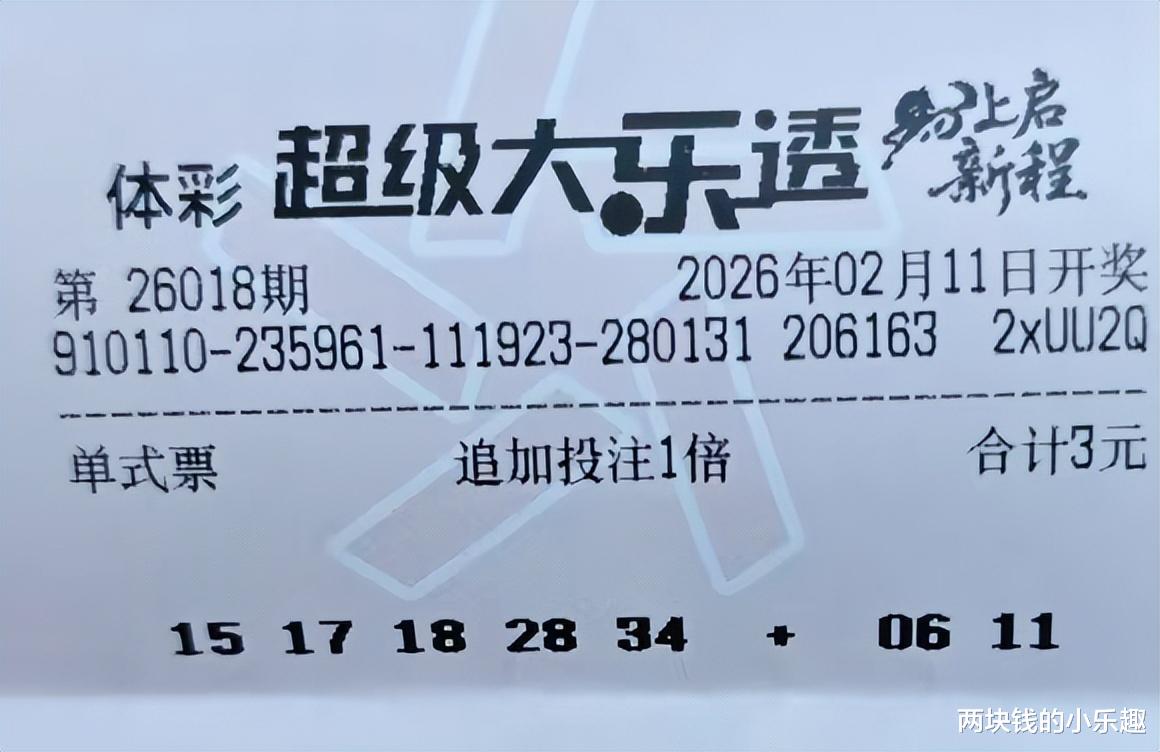 体彩 超级大乐透 马上启新程
第 26018期 2026年02月11日开奖
910110-235961-111923-280131 206163 2xUU2Q
单式票 追加投注1倍 合计3元
15 17 18 28 34 + 06 11
两块钱的小乐趣